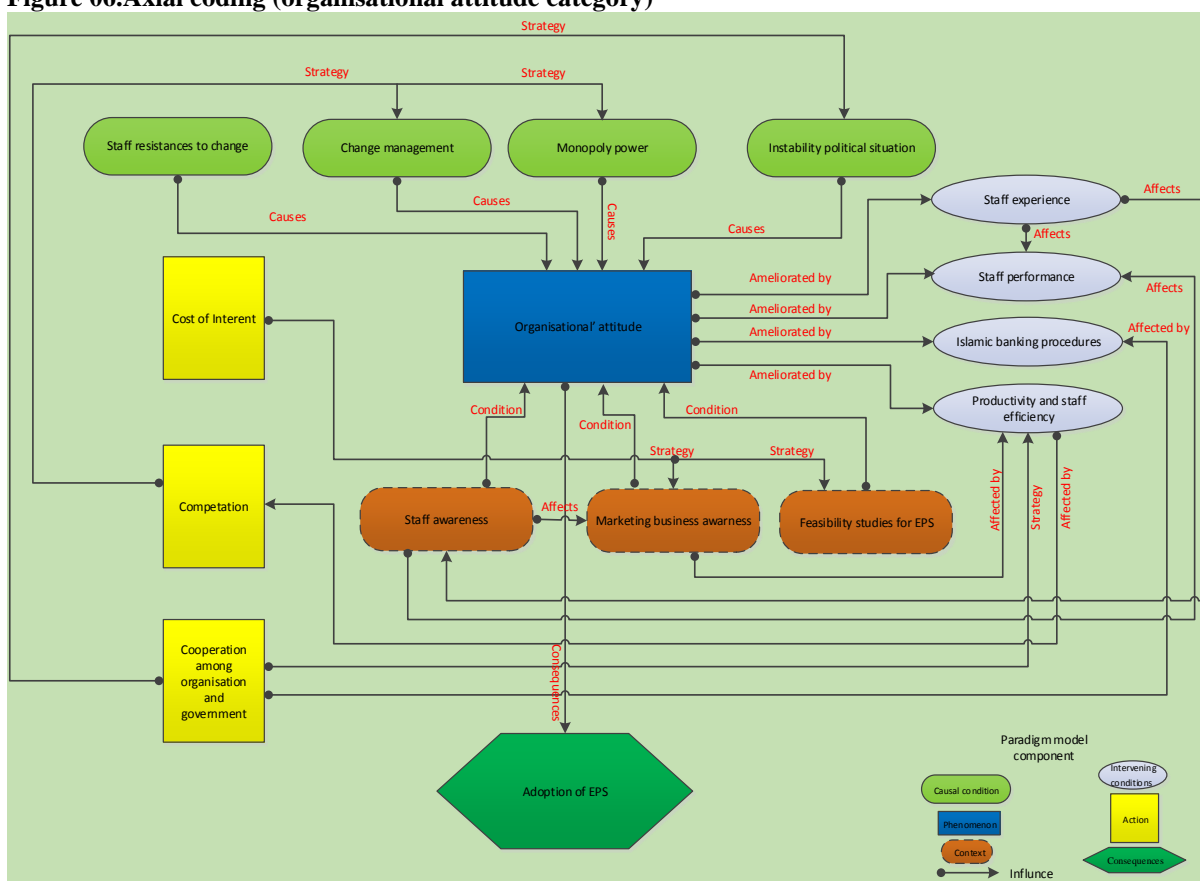 Figure 06.Axial coding (organisational attitude category)
Strategy
Strategy
Strategy
Staff resistances to change
Change management
Monopoly power
Instability political situation
Causes
Causes
Causes
Causes
Staff experience
Affects
Affects
Staff performance
Affects
Cost of Interent
Organisational' attitude
Ameliorated by
Ameliorated by
Ameliorated by
Ameliorated by
Islamic banking procedures
Affected by
Productivity and staff
efficiency
Condition
Condition
Condition
Strategy
Strategy
Competation
Staff awareness
Affects
Marketing business awarness
Feasibility studies for EPS
Affected by
Strategy
Affected by
Cooperation
among
organisation
and
government
Consequences
Adoption of EPS
Paradigm model
component
Causal condition
Intervening
conditions
Phenomenon
Action
Context
Consequences
Influnce